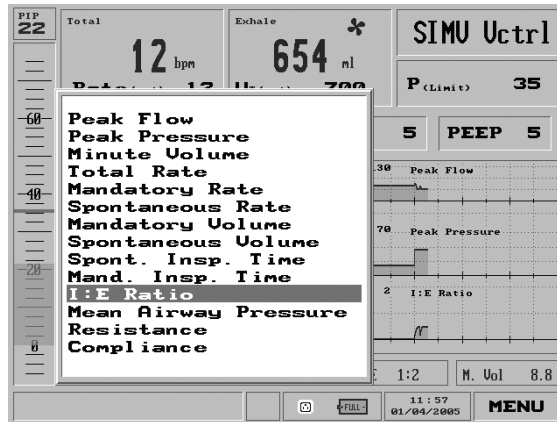 PIP
22
Total
12 bpm
Exhale
654 ml
SIMV Vctrl
P (Limit) 35
5 PEEP 5
60
40
20
0
Peak Flow
Peak Pressure
Minute Volume
Total Rate
Mandatory Rate
Spontaneous Rate
Mandatory Volume
Spontaneous Volume
Spont. Insp. Time
Mand. Insp. Time
I:E Ratio
Mean Airway Pressure
Resistance
Compliance
Peak Flow
70 Peak Pressure
2 I:E Ratio
1:2
M. Vol 8.8
FULL
11:57
01/04/2005
MENU